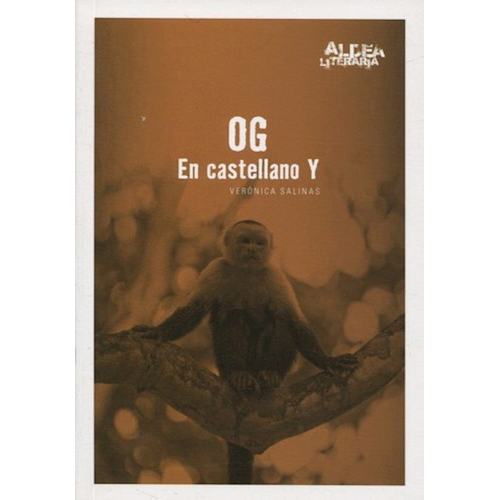 ALDEA
LITERARIA
OG
En castellano Y
VERÓNICA SALINAS